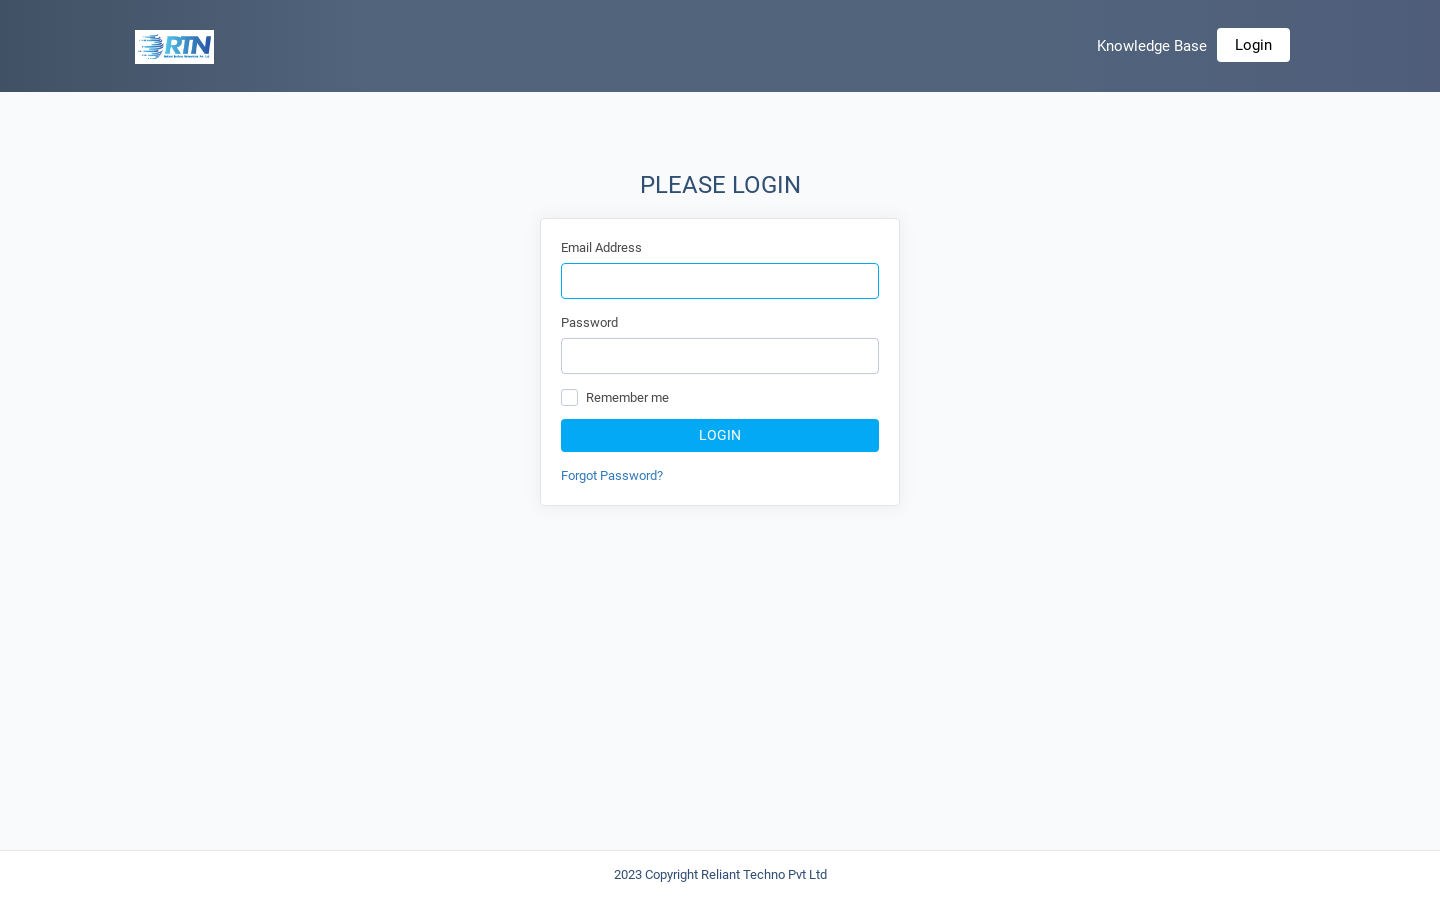 RTN
Knowledge Base
Login
PLEASE LOGIN
Email Address
Password
Remember me
LOGIN
Forgot Password?
2023 Copyright Reliant Techno Pvt Ltd